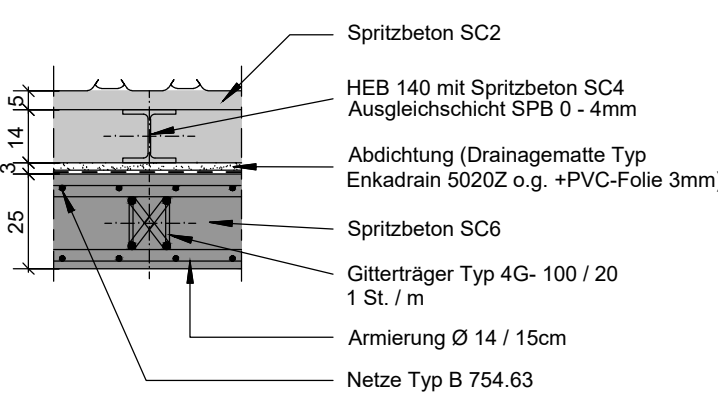 Spritzbeton SC2
HEB 140 mit Spritzbeton SC4
Ausgleichschicht SPB 0 - 4mm
Abdichtung (Drainagematte Typ
Enkadrain 5020Z o.g. +PVC-Folie 3mm)
Spritzbeton SC6
Gitterträger Typ 4G- 100 / 20
1 St. / m
Armierung Ø 14 / 15cm
Netze Typ B 754.63
5
14
3
25